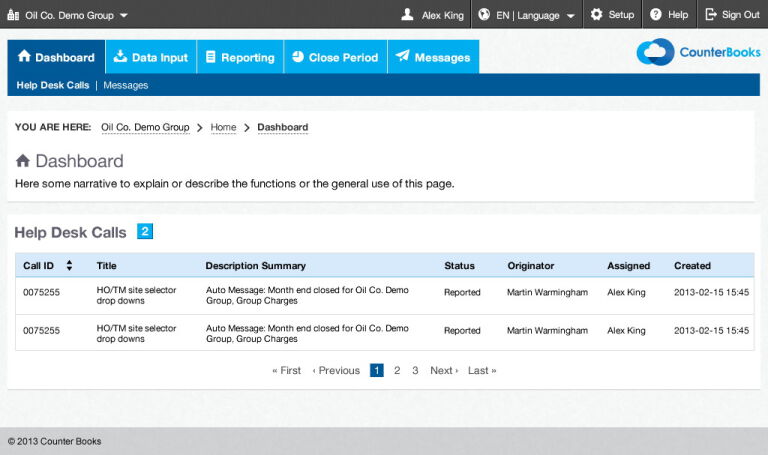 Oil Co. Demo Group
Alex King
EN | Language
Setup
Help
Sign Out
Dashboard
Data Input
Reporting
Close Period
Messages
CounterBooks
Help Desk Calls | Messages
YOU ARE HERE: Oil Co. Demo Group > Home > Dashboard
Dashboard
Here some narrative to explain or describe the functions or the general use of this page.
Help Desk Calls 2
Call ID Title Description Summary Status Originator Assigned Created
0075255 HO/TM site selector Auto Message: Month end closed for Oil Co. Demo Reported Martin Warmingham Alex King 2013-02-15 15:45
drop downs Group, Group Charges
0075255 HO/TM site selector Auto Message: Month end closed for Oil Co. Demo Reported Martin Warmingham Alex King 2013-02-15 15:45
drop downs Group, Group Charges
« First ‹ Previous 1 2 3 Next › Last »
© 2013 Counter Books